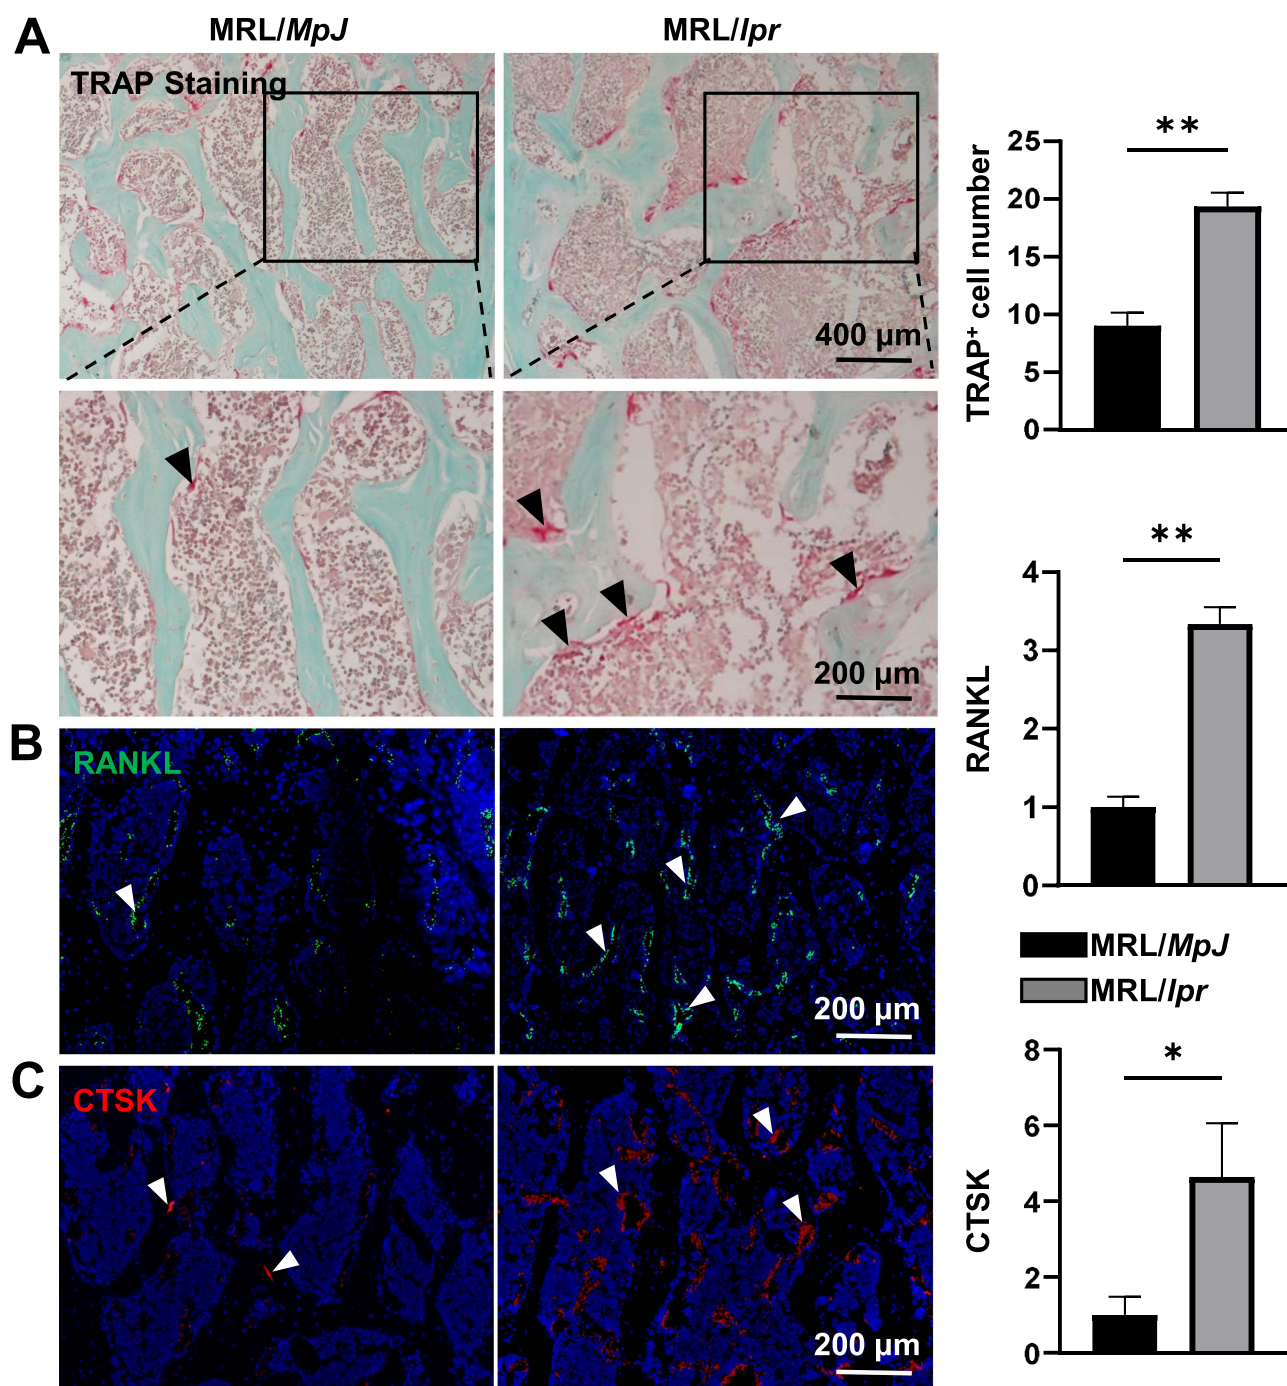 A
MRL/MpJ
MRL/lpr
TRAP Staining
400 µm
200 µm
**
TRAP+ cell number
25
20
15
10
5
0
B
RANKL
200 µm
**
RANKL
4
3
2
1
0
MRL/MpJ
MRL/lpr
C
CTSK
200 µm
*
CTSK
8
6
4
2
0